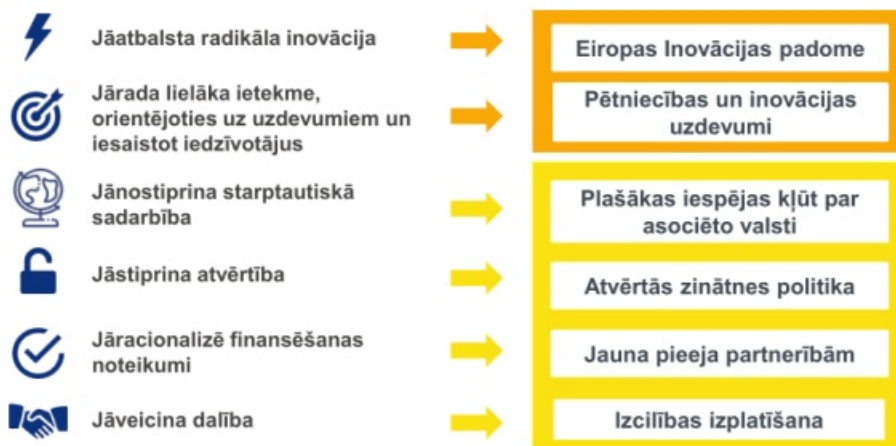 Jāatbalsta radikāla inovācija
Eiropas Inovācijas padome
Jārada lielāka ietekme,
orientējoties uz uzdevumiem un
iesaistot iedzīvotājus
Pētniecības un inovācijas
uzdevumi
Jānostiprina starptautiskā
sadarbība
Plašākas iespējas kļūt par
asociēto valsti
Jāstiprina atvērtība
Atvērtās zinātnes politika
Jāracionalizē finansēšanas
noteikumi
Jauna pieeja partnerībām
Jāveicina dalība
Izcilības izplatīšana